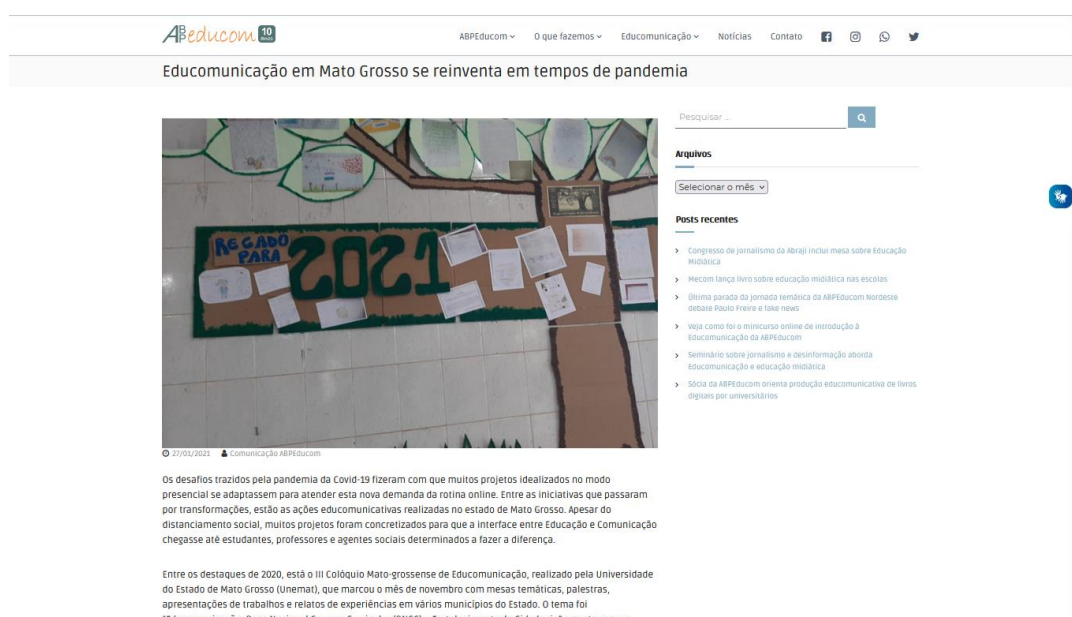 ABPeducom 10 anos
ABPEducom O que fazemos Educomunicação Notícias Contato
Educomunicação em Mato Grosso se reinventa em tempos de pandemia
RECADO
PARA
2021
27/01/2021 Comunicação ABPEducom
Os desafios trazidos pela pandemia da Covid-19 fizeram com que muitos projetos idealizados no modo
presencial se adaptassem para atender esta nova demanda da rotina online. Entre as iniciativas que passaram
por transformações, estão as ações educomunicativas realizadas no estado de Mato Grosso. Apesar do
distanciamento social, muitos projetos foram concretizados para que a interface entre Educação e Comunicação
chegasse até estudantes, professores e agentes sociais determinados a fazer a diferença.
Entre os destaques de 2020, está o III Colóquio Mato-grossense de Educomunicação, realizado pela Universidade
do Estado de Mato Grosso (Unemat), que marcou o mês de novembro com mesas temáticas, palestras,
apresentações de trabalhos e relatos de experiências em vários municípios do Estado. O tema foi
Pesquisar ...
Arquivos
Selecionar o mês
Posts recentes
Congresso de jornalismo da Abraji inclui mesa sobre Educação
Midiática
Mecom lança livro sobre educação midiática nas escolas
Última parada da jornada temática da ABPEducom Nordeste
debate Paulo Freire e fake news
Veja como foi o minicurso online de introdução à
Educomunicação da ABPEducom
Seminário sobre jornalismo e desinformação aborda
Educomunicação e educação midiática
Sócia da ABPEducom orienta produção educomunicativa de livros
digitais por universitários